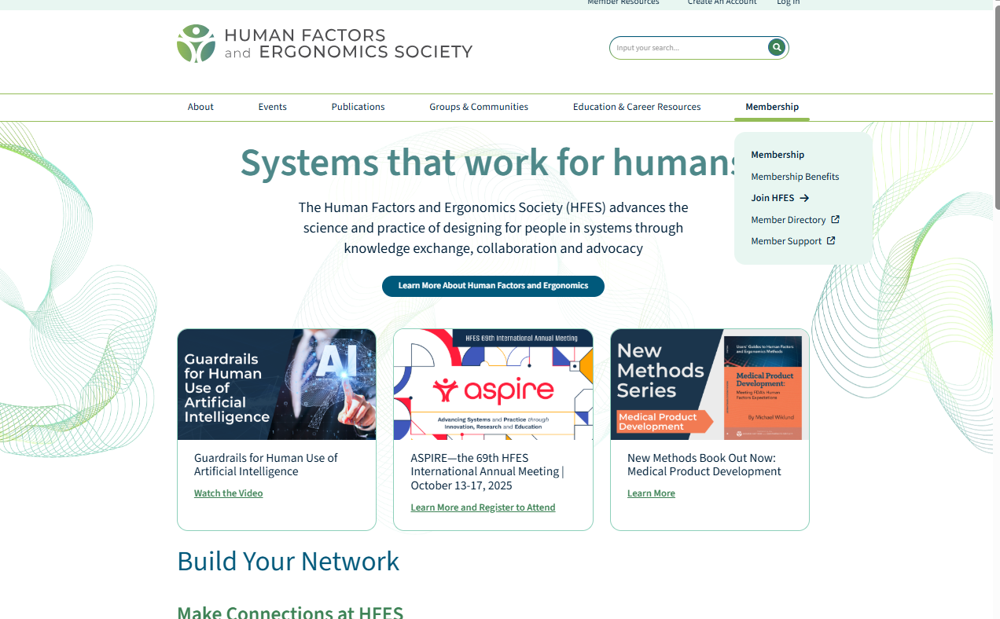 Member Resources
Create An Account
Log In
HUMAN FACTORS
and ERGONOMICS SOCIETY
Input your search...
About
Events
Publications
Groups & Communities
Education & Career Resources
Membership
Systems that work for humans
Membership
Membership Benefits
Join HFES
Member Directory
Member Support
The Human Factors and Ergonomics Society (HFES) advances the
science and practice of designing for people in systems through
knowledge exchange, collaboration and advocacy
Learn More About Human Factors and Ergonomics
Guardrails
for Human
Use of
Artificial
Intelligence
AI
Guardrails for Human Use of
Artificial Intelligence
Watch the Video
HFES 69th International Annual Meeting
aspire
Advancing Systems and Practice through
Innovation, Research and Education
ASPIRE—the 69th HFES
International Annual Meeting |
October 13-17, 2025
Learn More and Register to Attend
New
Methods
Series
Medical Product
Development
Users' Guides to Human Factors
and Ergonomics Methods
Medical Product
Development:
Meeting FDA's Human
Factors Expectations
By Michael Wiklund
New Methods Book Out Now:
Medical Product Development
Learn More
Build Your Network
Make Connections at HFES